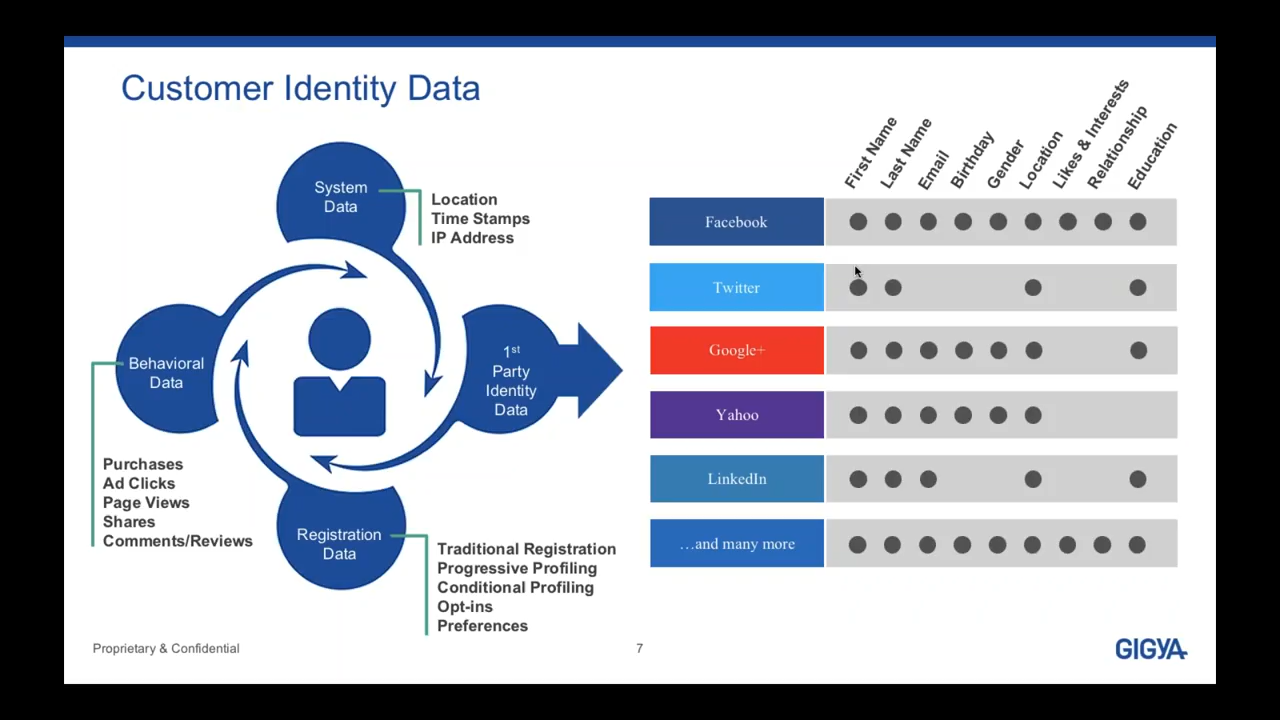 Customer Identity Data
System
Data
Location
Time Stamps
IP Address
Behavioral
Data
Purchases
Ad Clicks
Page Views
Shares
Comments/Reviews
1st
Party
Identity
Data
Registration
Data
Traditional Registration
Progressive Profiling
Conditional Profiling
Opt-ins
Preferences
First Name
Last Name
Email
Birthday
Gender
Location
Likes & Interests
Relationship
Education
Facebook
Twitter
Google+
Yahoo
LinkedIn
…and many more
Proprietary & Confidential
7
GIGYA